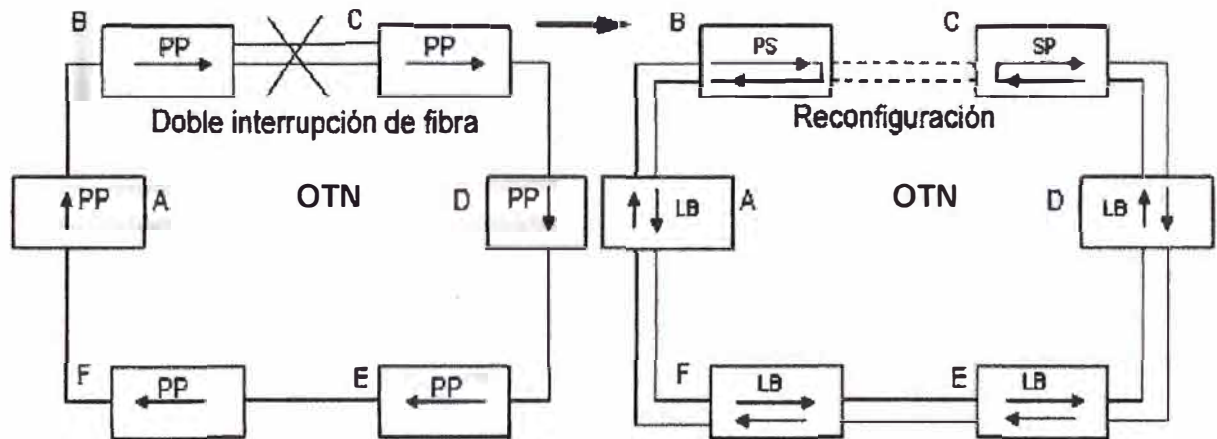 B
PP
C
PP
Doble interrupción de fibra
PP
A
OTN
D
PP
F
PP
E
PP
B
PS
C
SP
Reconfiguración
LB
A
OTN
D
LB
F
LB
E
LB